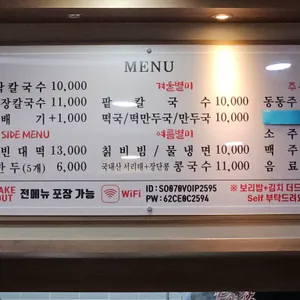 MENU
칼국수 10,000
장칼국수 11,000
배기 +1,000
SIDE MENU
빈대떡 13,000
만두(5개) 6,000
겨울별미
팥칼국수 10,000
떡국/떡만두국/만두국 10,000
여름별미
칡비빔/물냉면 10,000
국내산 서리태+잣단콩 콩국수 11,000
동동주
소주
맥주
음료
AKE OUT 전메뉴 포장 가능
WiFi
ID:SO070VOIP2595
PW:62CE0C2594
※ 보리밥+김치 더드
Self 부탁드려요